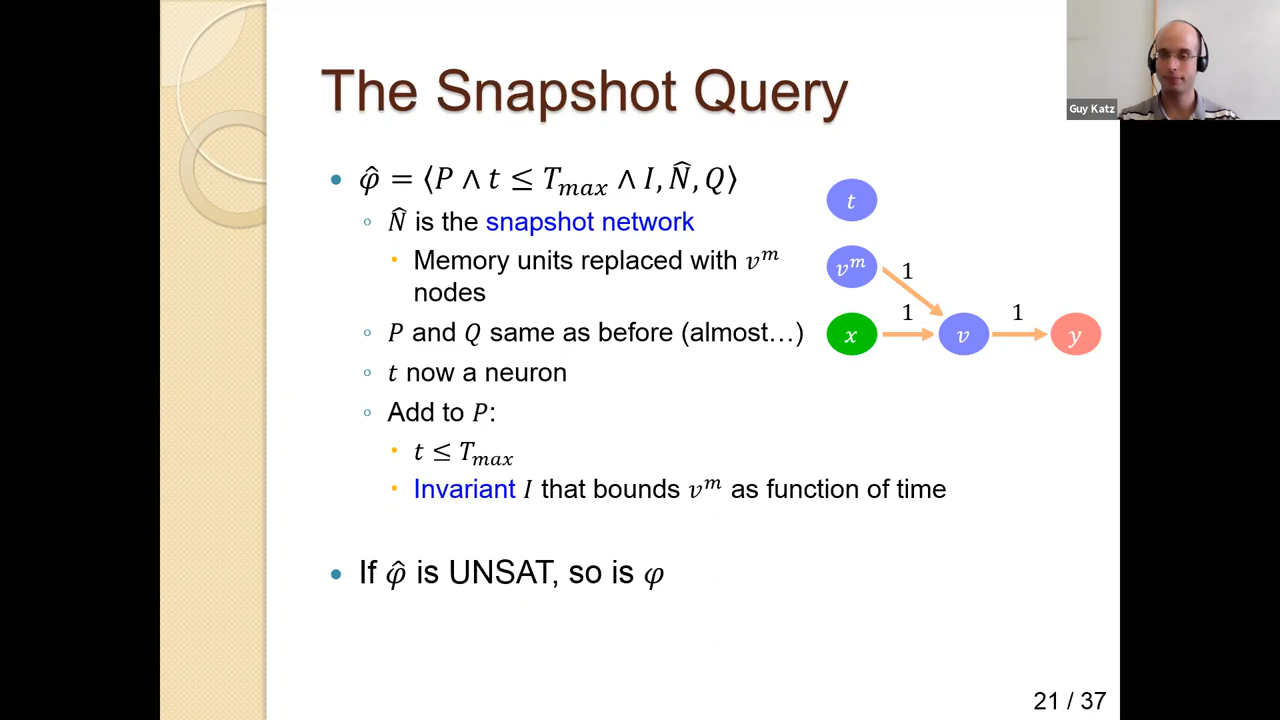 The Snapshot Query
Guy Katz
• φ̂ = ⟨P ∧ t ≤ T_max ∧ I, N̂, Q⟩
◦ N̂ is the snapshot network
• Memory units replaced with v^m
nodes
◦ P and Q same as before (almost…)
◦ t now a neuron
◦ Add to P:
• t ≤ T_max
• Invariant I that bounds v^m as function of time
• If φ̂ is UNSAT, so is φ
t
v^m
1
x
1
v
1
y
21 / 37